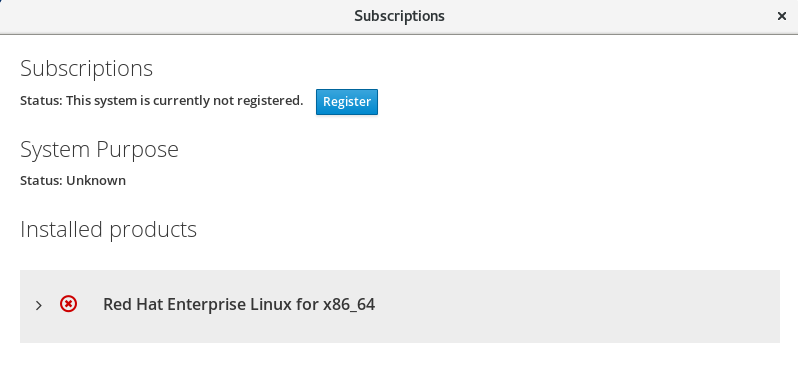 Subscriptions
Subscriptions
Status: This system is currently not registered. Register
System Purpose
Status: Unknown
Installed products
Red Hat Enterprise Linux for x86_64